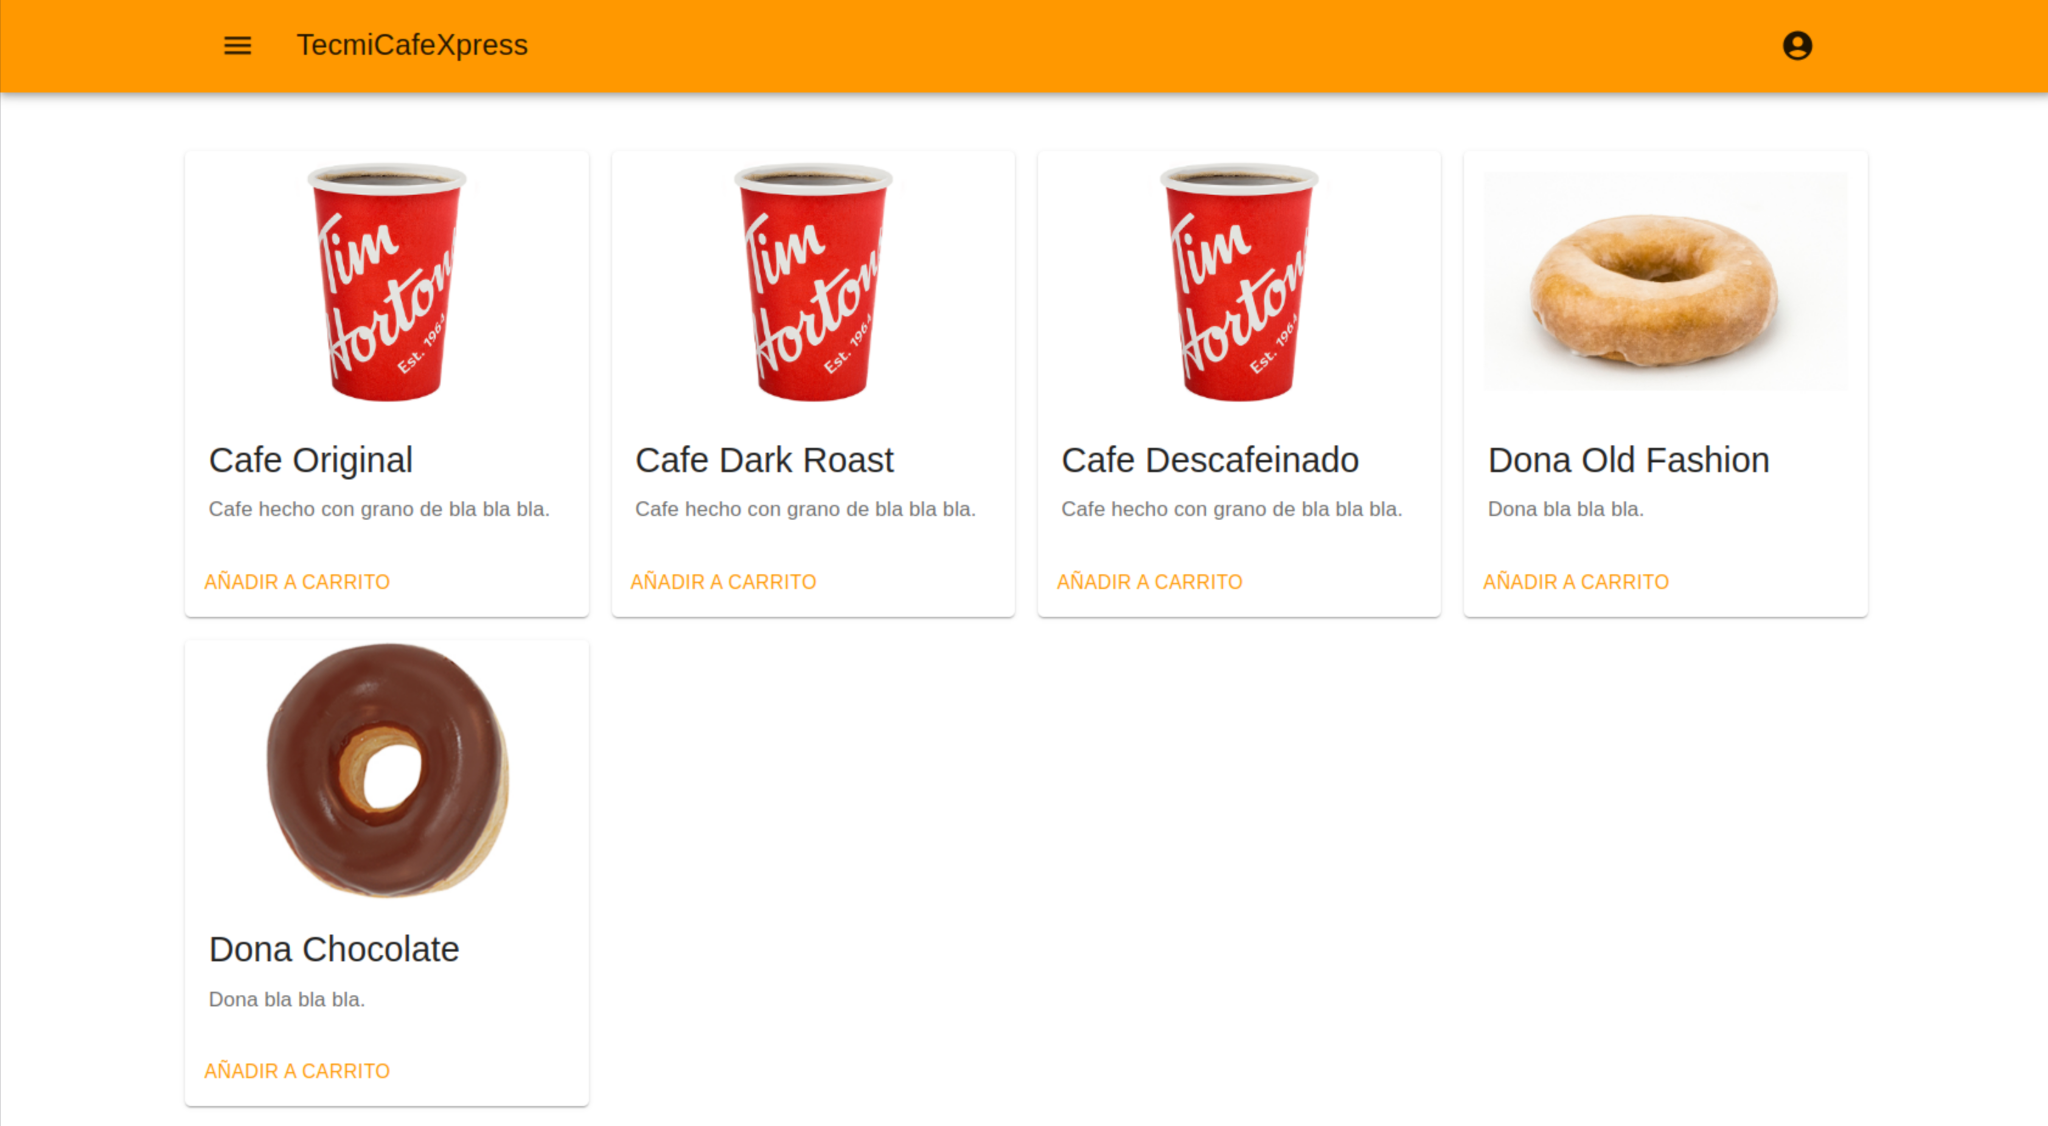 TecmiCafeXpress
Tim
Horton
Est. 1964
Tim
Horton
Est. 1964
Tim
Horton
Est. 1964
Cafe Original
Cafe hecho con grano de bla bla bla.
AÑADIR A CARRITO
Cafe Dark Roast
Cafe hecho con grano de bla bla bla.
AÑADIR A CARRITO
Cafe Descafeinado
Cafe hecho con grano de bla bla bla.
AÑADIR A CARRITO
Dona Old Fashion
Dona bla bla bla.
AÑADIR A CARRITO
Dona Chocolate
Dona bla bla bla.
AÑADIR A CARRITO